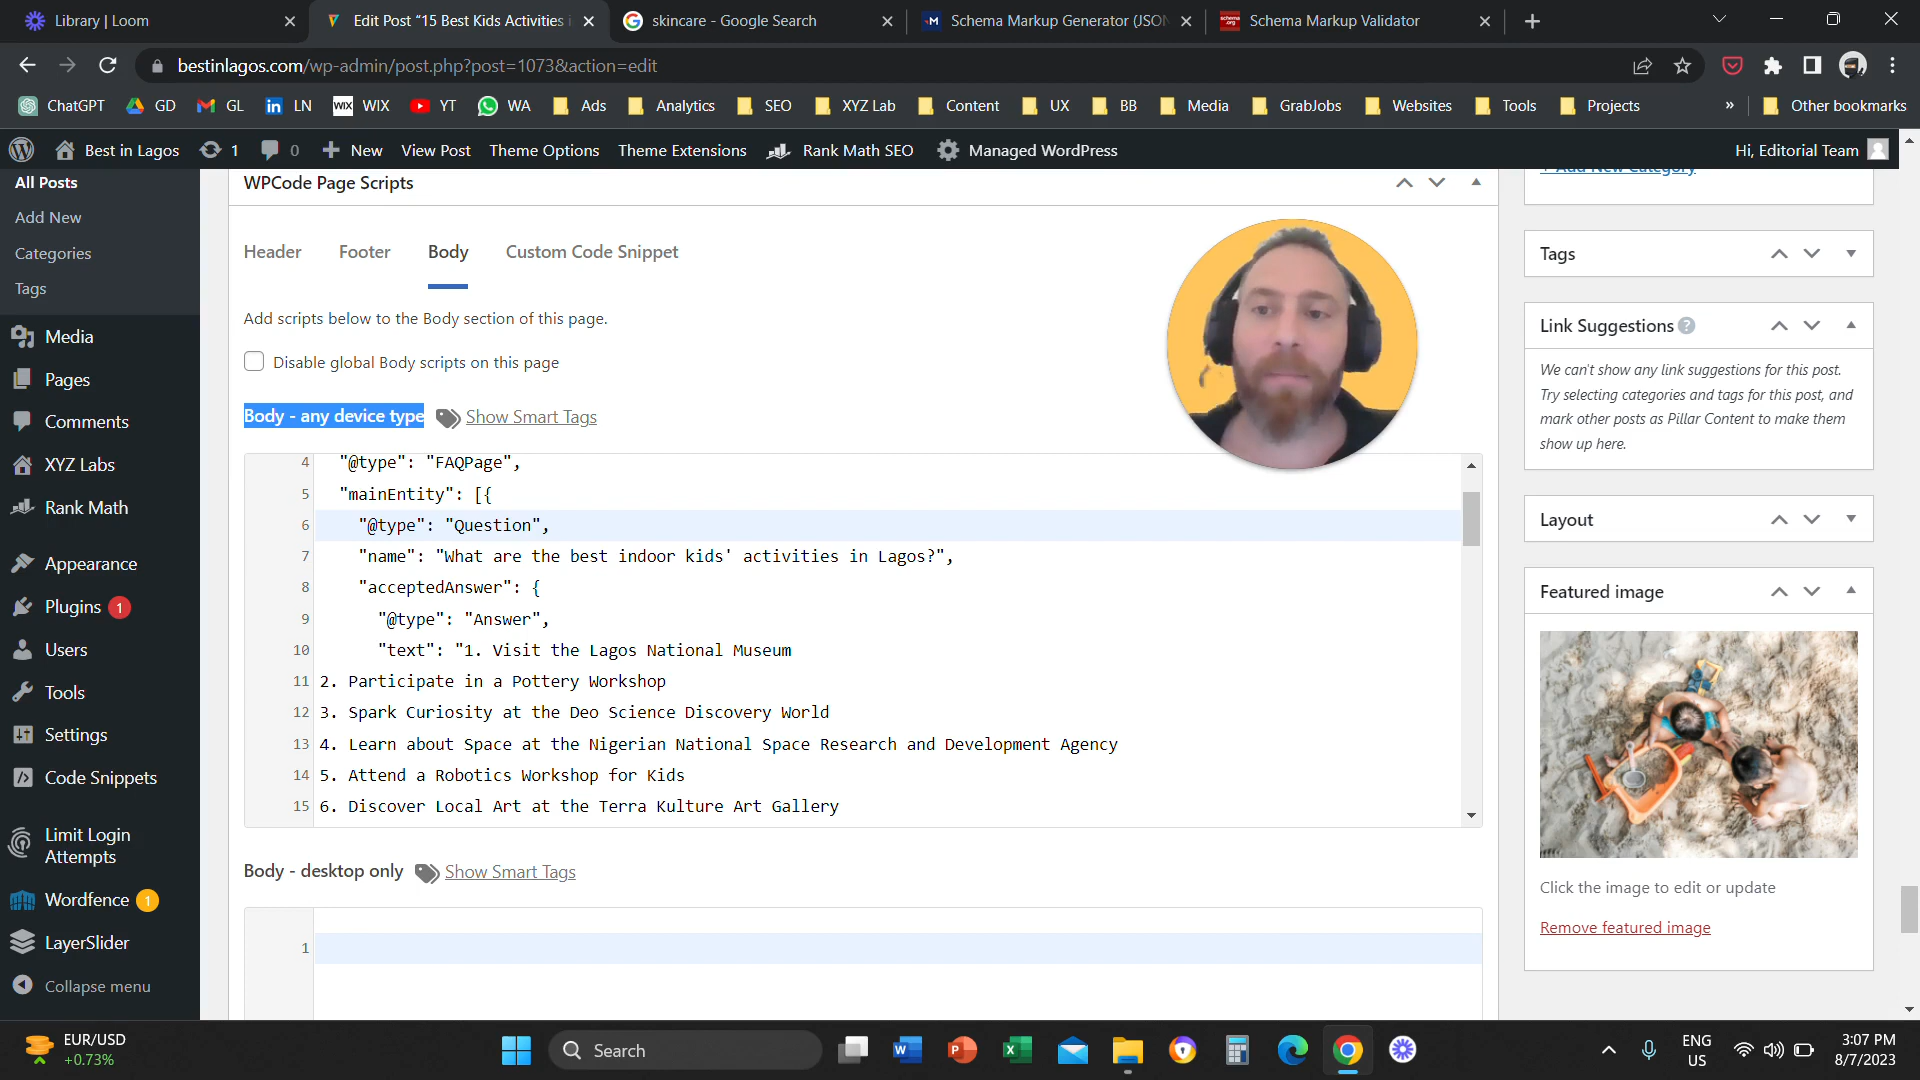 Library | Loom
Edit Post “15 Best Kids Activities i
skincare - Google Search
Schema Markup Generator (JSON
Schema Markup Validator
bestinlagos.com/wp-admin/post.php?post=1073&action=edit
ChatGPT GD GL LN WIX YT WA Ads Analytics SEO XYZ Lab Content UX BB Media GrabJobs Websites Tools Projects » Other bookmarks
Best in Lagos 1 0 New View Post Theme Options Theme Extensions Rank Math SEO Managed WordPress Hi, Editorial Team
All Posts
Add New
Categories
Tags
Media
Pages
Comments
XYZ Labs
Rank Math
Appearance
Plugins 1
Users
Tools
Settings
Code Snippets
Limit Login
Attempts
Wordfence 1
LayerSlider
Collapse menu
WPCode Page Scripts
Header Footer Body Custom Code Snippet
Add scripts below to the Body section of this page.
Disable global Body scripts on this page
Body - any device type Show Smart Tags
4 "@type": "FAQPage",
5 "mainEntity": [{
6 "@type": "Question",
7 "name": "What are the best indoor kids' activities in Lagos?",
8 "acceptedAnswer": {
9 "@type": "Answer",
10 "text": "1. Visit the Lagos National Museum
11 2. Participate in a Pottery Workshop
12 3. Spark Curiosity at the Deo Science Discovery World
13 4. Learn about Space at the Nigerian National Space Research and Development Agency
14 5. Attend a Robotics Workshop for Kids
15 6. Discover Local Art at the Terra Kulture Art Gallery
Body - desktop only Show Smart Tags
1
+ Add New Category
Tags
Link Suggestions ?
We can't show any link suggestions for this post.
Try selecting categories and tags for this post, and
mark other posts as Pillar Content to make them
show up here.
Layout
Featured image
Click the image to edit or update
Remove featured image
EUR/USD
+0.73%
Search
ENG
US
3:07 PM
8/7/2023